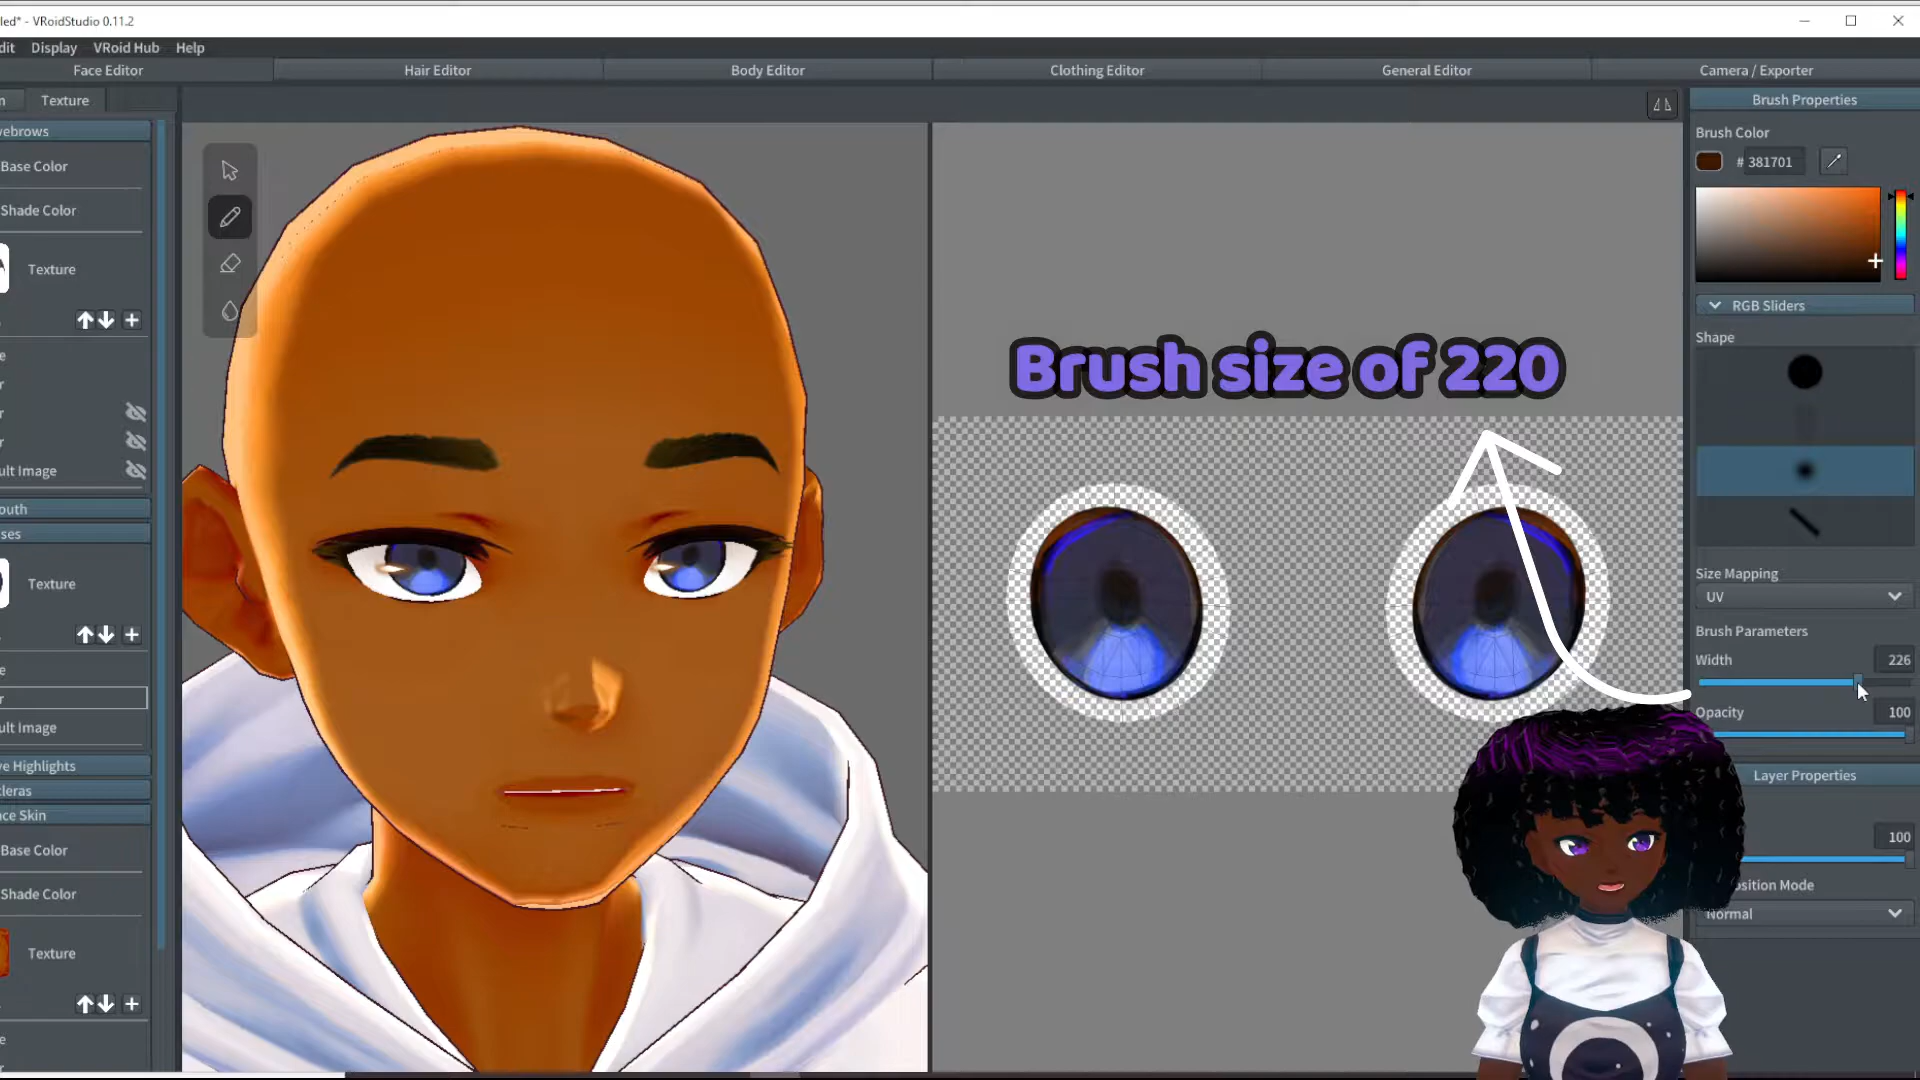 led* - VRoidStudio 0.11.2
dit Display VRoid Hub Help
Face Editor Hair Editor Body Editor Clothing Editor General Editor Camera / Exporter
n Texture
yebrows
Base Color
Shade Color
Texture
e
r
r
r
ult Image
outh
ses
Texture
e
r
ult Image
ve Highlights
leras
ce Skin
Base Color
Shade Color
Texture
e
Brush size of 220
Brush Properties
Brush Color
# 381701
RGB Sliders
Shape
Size Mapping
UV
Brush Parameters
Width 226
Opacity 100
Layer Properties
100
osition Mode
Normal